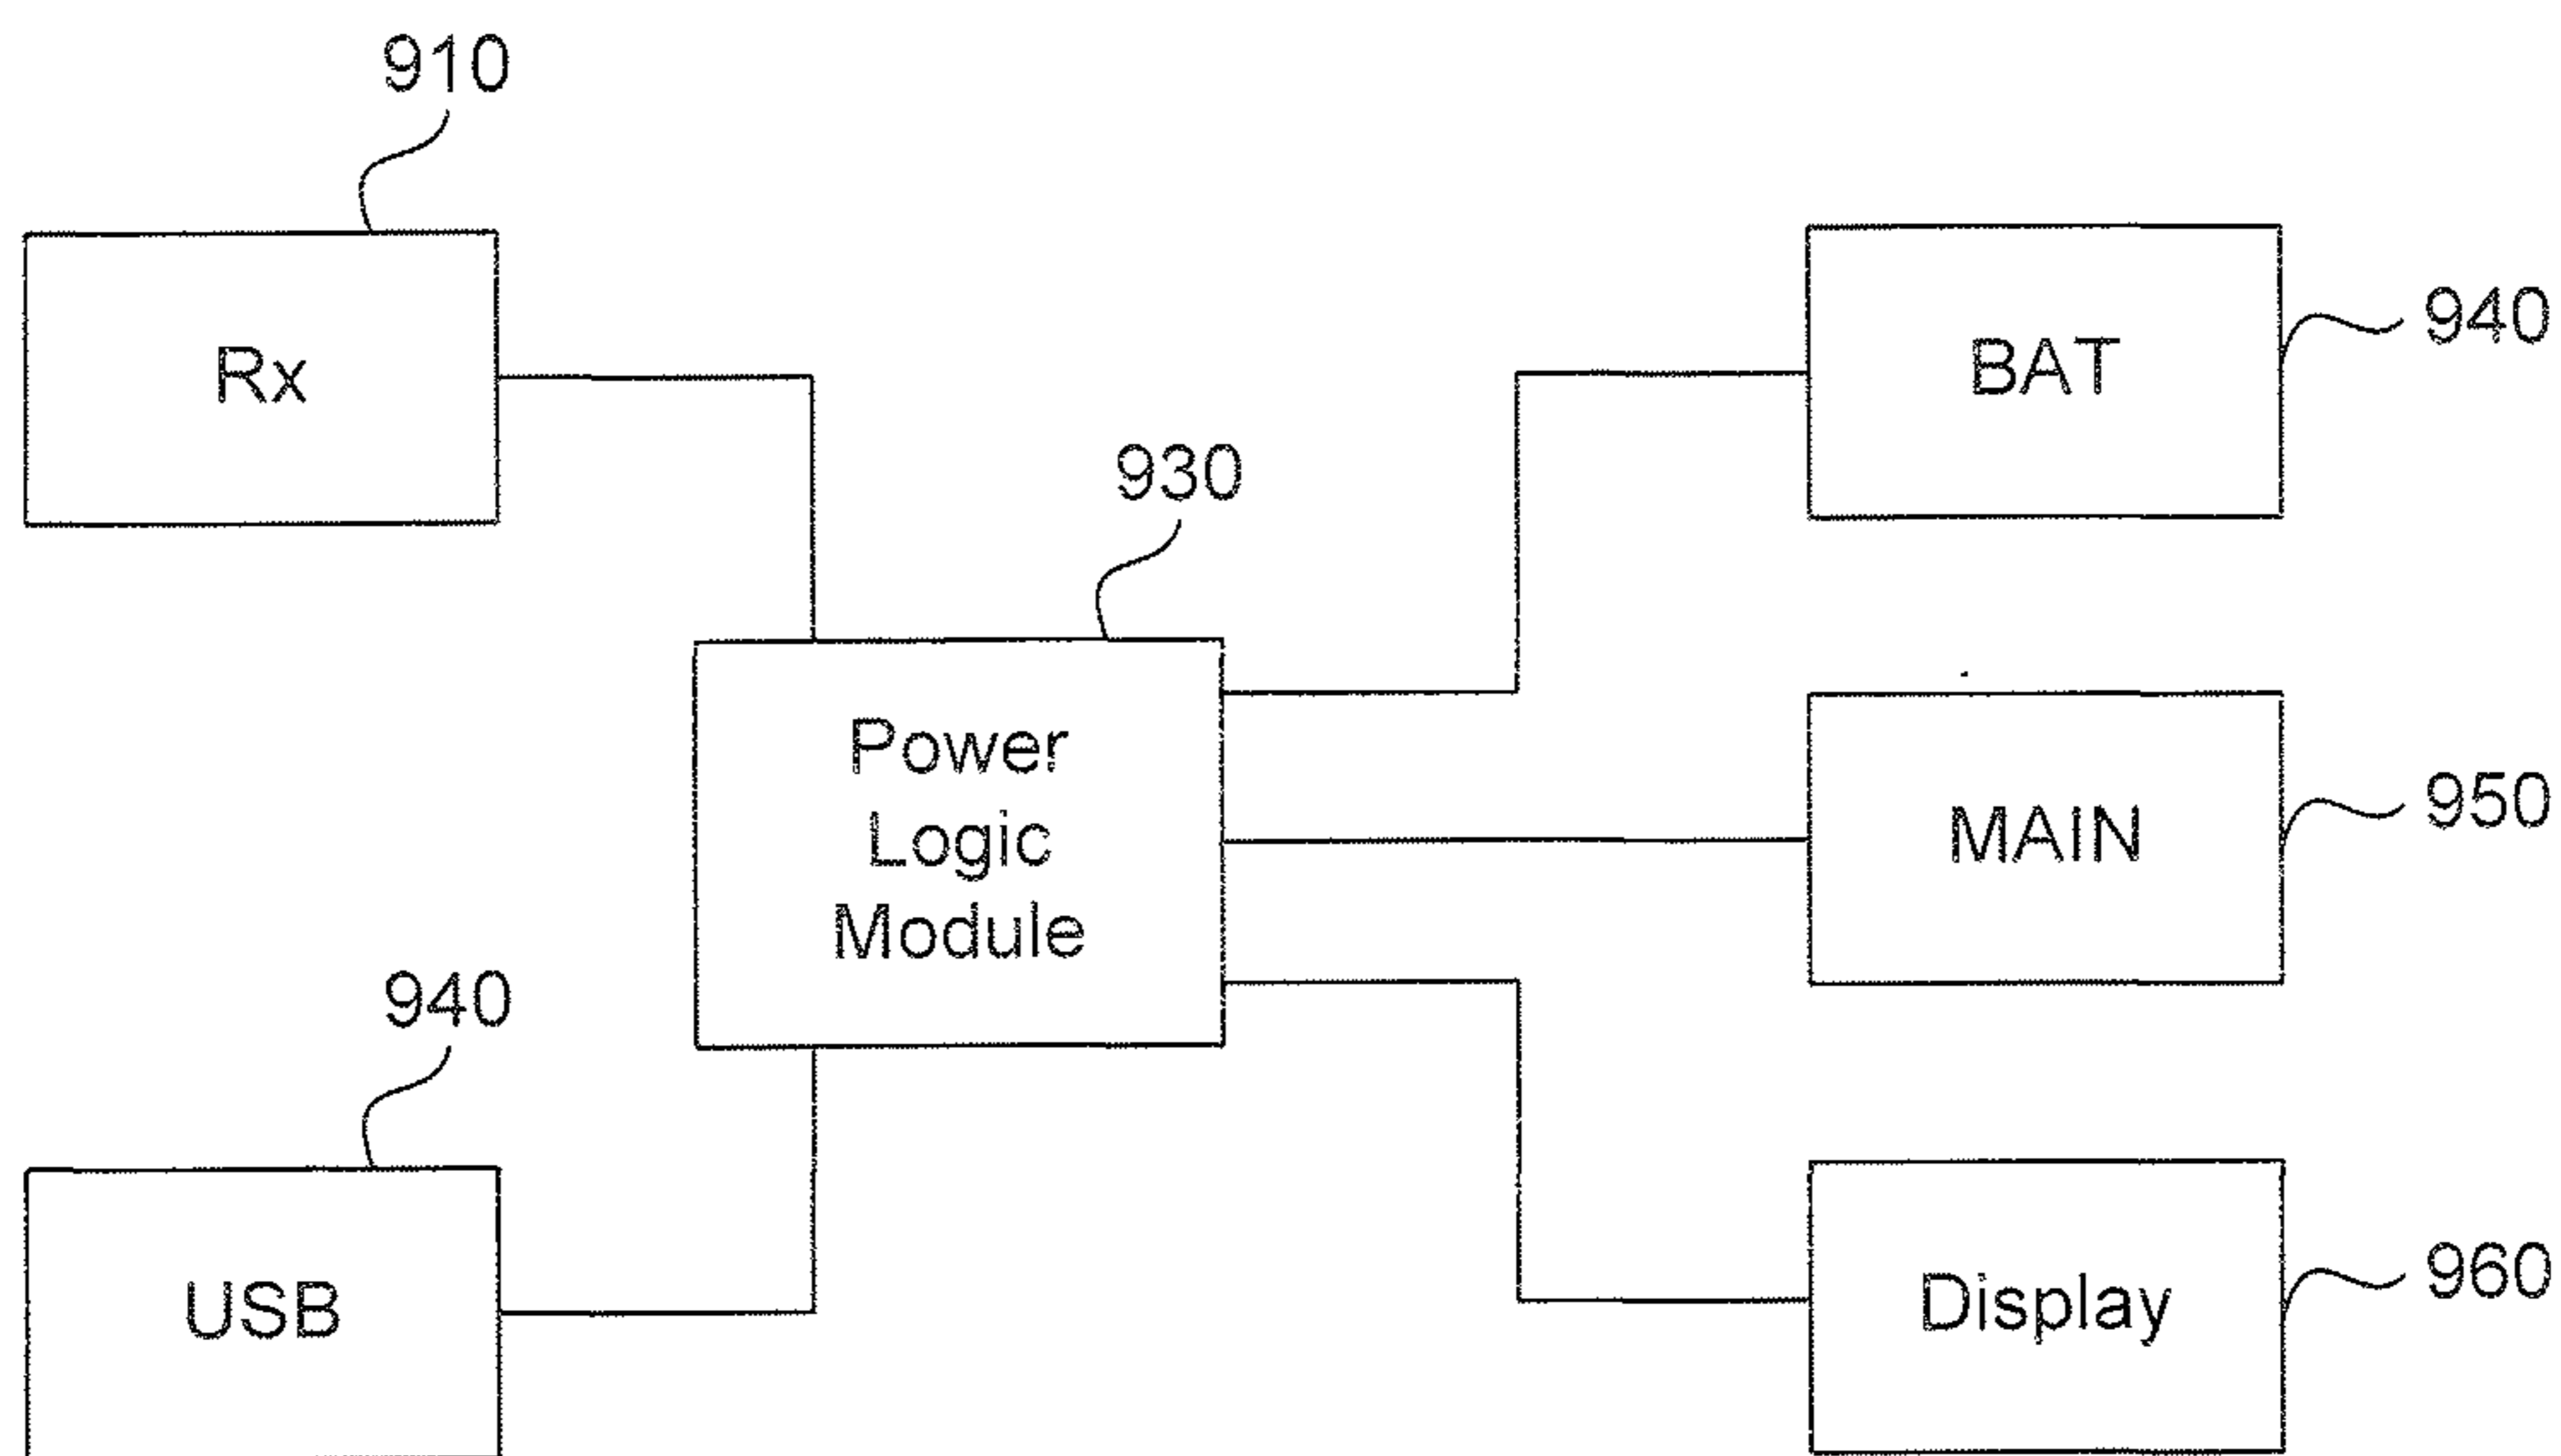 910
Rx
940
BAT
930
Power
Logic
Module
950
MAIN
940
USB
960
Display